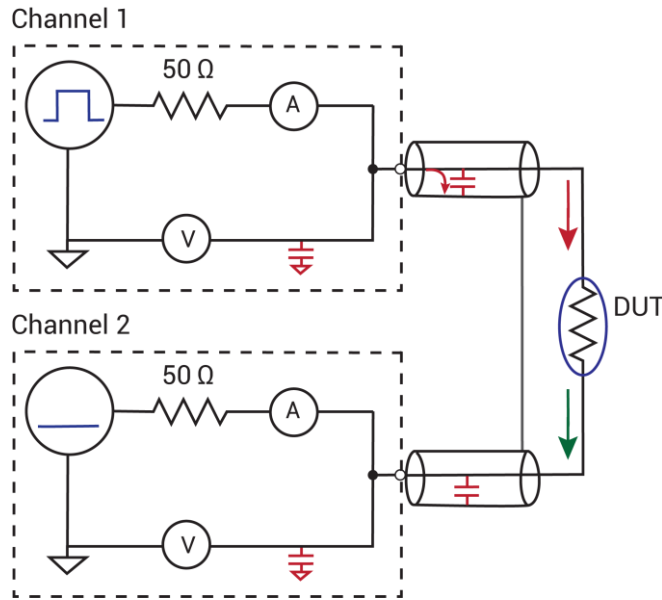 Channel 1
50 Ω
A
V
DUT
Channel 2
50 Ω
A
V